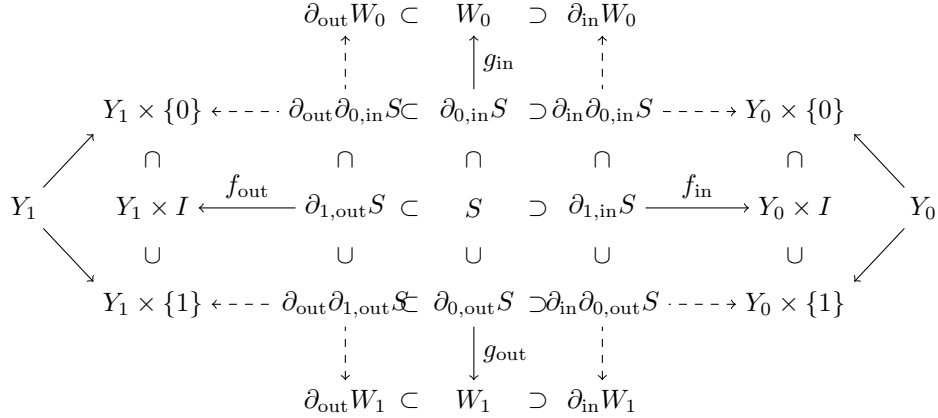 ∂_out W_0 ⊂ W_0 ⊃ ∂_in W_0
g_in
Y_1 × {0} ∂_out ∂_{0,in} S ⊂ ∂_{0,in} S ⊃ ∂_in ∂_{0,in} S Y_0 × {0}
∩ ∩ ∩ ∩ ∩
f_out f_in
Y_1 Y_1 × I ∂_{1,out} S ⊂ S ⊃ ∂_{1,in} S Y_0 × I Y_0
∪ ∪ ∪ ∪ ∪
Y_1 × {1} ∂_out ∂_{1,out} S ⊂ ∂_{0,out} S ⊃ ∂_in ∂_{0,out} S Y_0 × {1}
g_out
∂_out W_1 ⊂ W_1 ⊃ ∂_in W_1